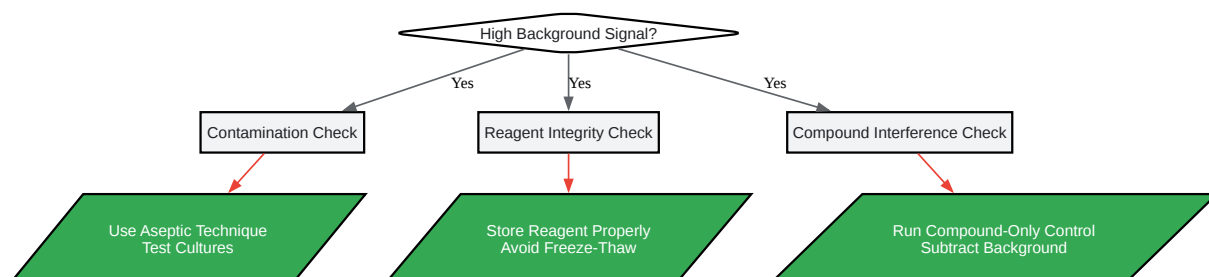 High Background Signal?
Yes
Yes
Yes
Contamination Check
Reagent Integrity Check
Compound Interference Check
Use Aseptic Technique
Test Cultures
Store Reagent Properly
Avoid Freeze-Thaw
Run Compound-Only Control
Subtract Background